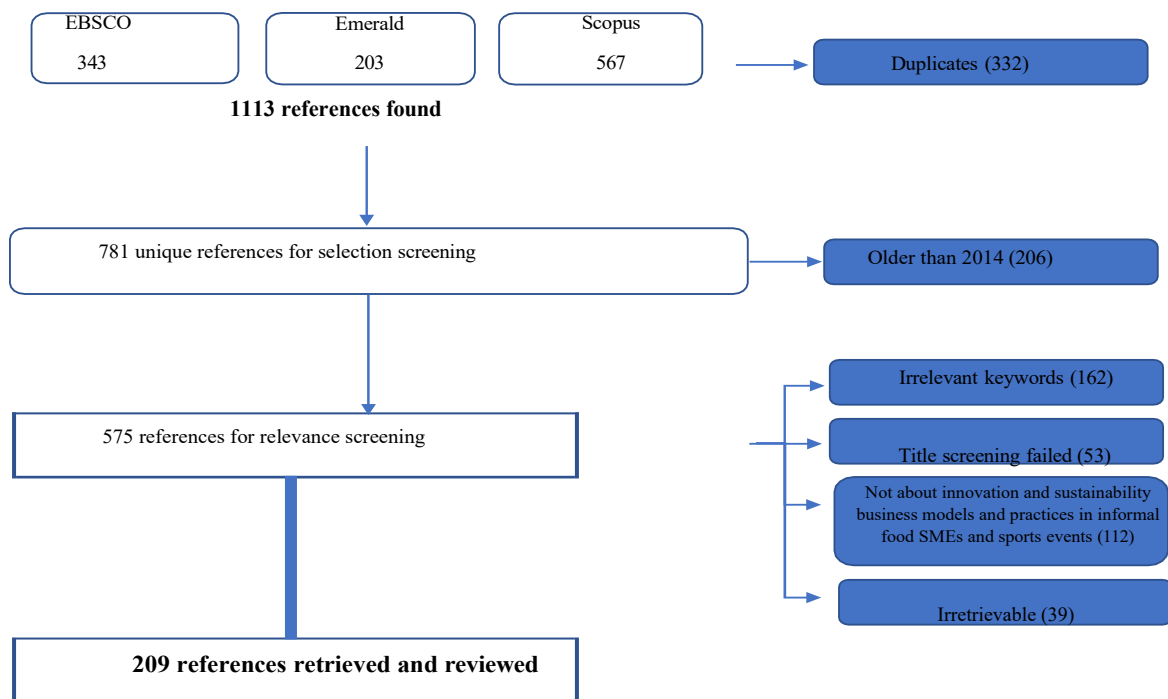 EBSCO
343
Emerald
203
Scopus
567
Duplicates (332)
1113 references found
781 unique references for selection screening
Older than 2014 (206)
Irrelevant keywords (162)
575 references for relevance screening
Title screening failed (53)
Not about innovation and sustainability
business models and practices in informal
food SMEs and sports events (112)
Irretrievable (39)
209 references retrieved and reviewed